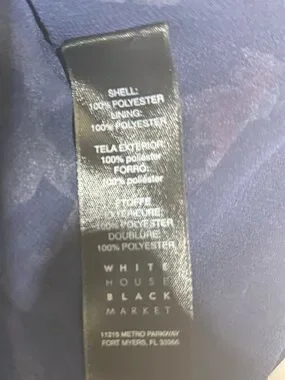 SHELL:
100% POLYESTER
LINING:
100% POLYESTER
TELA EXTERIOR:
100% poliéster
FORRO:
100% poliéster
ÉTOFFE
EXTÉRIEURE:
100% POLYESTER
DOUBLURE:
100% POLYESTER
WHITE
HOUSE
BLACK
MARKET
11215 METRO PARKWAY
FORT MYERS, FL 33966